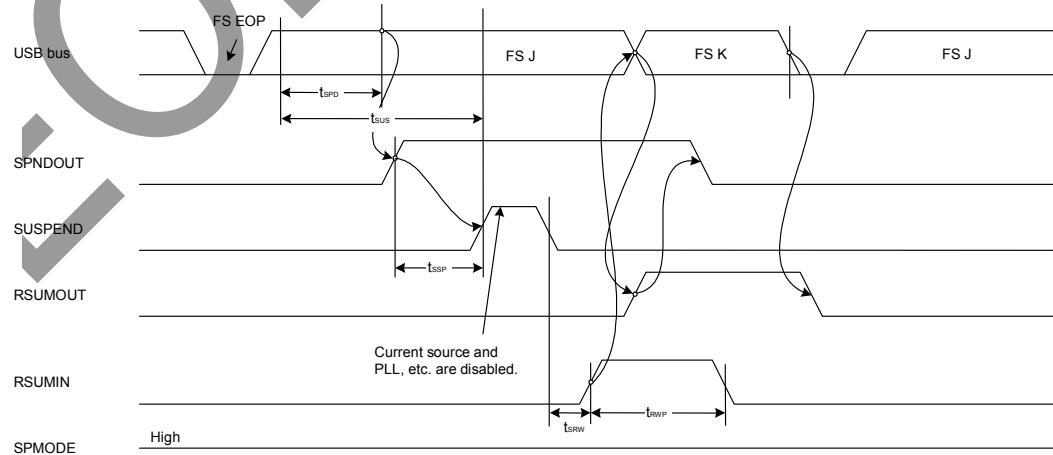 FS EOP
USB bus
FS J
FS K
FS J
tSPD
tSUS
SPNDOUT
SUSPEND
tSSP
RSUMOUT
Current source and
PLL, etc. are disabled.
RSUMIN
tSRW
tRWP
High
SPMODE